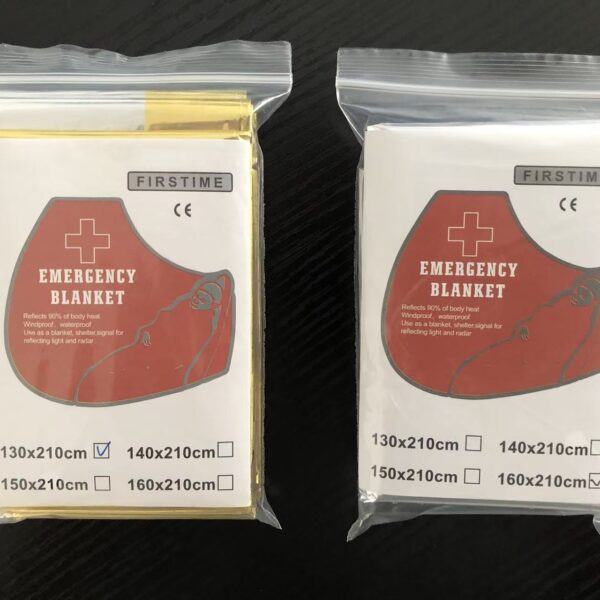 FIRSTIME
CE
EMERGENCY
BLANKET
Reflects 90% of body heat
Windproof, waterproof
Use as a blanket, shelter,signal for
reflecting light and radar
130x210cm 140x210cm
150x210cm 160x210cm
FIRSTIME
CE
EMERGENCY
BLANKET
Reflects 90% of body heat
Windproof, waterproof
Use as a blanket, shelter,signal for
reflecting light and radar
130x210cm 140x210cm
150x210cm 160x210cm